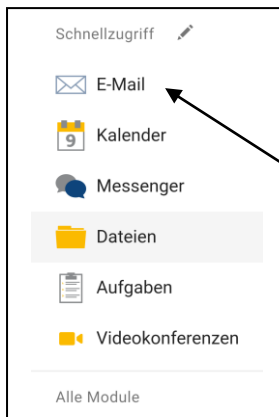 Schnellzugriff
E-Mail
9
Kalender
Messenger
Dateien
Aufgaben
Videokonferenzen
Alle Module